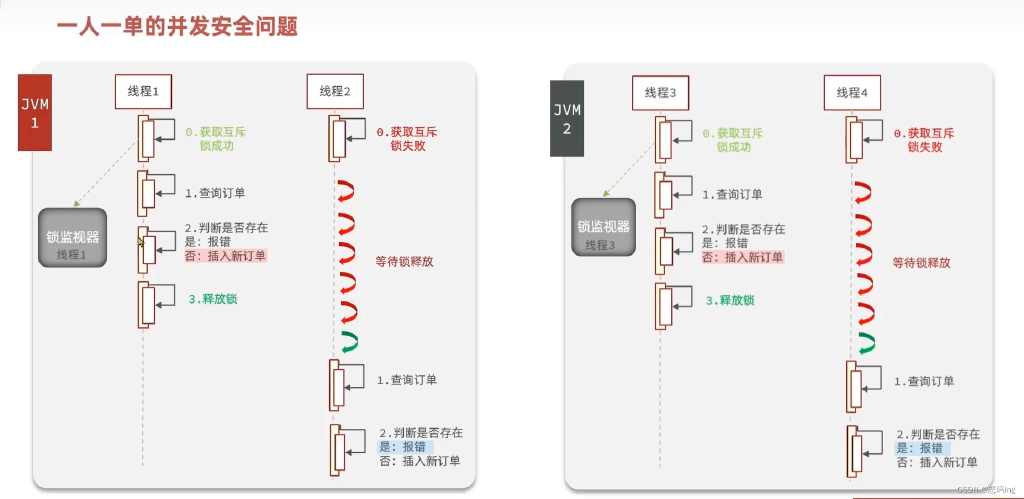 一人一单的并发安全问题
JVM
1
线程1
线程2
0.获取互斥
锁成功
0.获取互斥
锁失败
1.查询订单
锁监视器
线程1
2.判断是否存在
是: 报错
否: 插入新订单
等待锁释放
3.释放锁
1.查询订单
2.判断是否存在
是: 报错
否: 插入新订单
JVM
2
线程3
线程4
0.获取互斥
锁成功
0.获取互斥
锁失败
1.查询订单
锁监视器
线程3
2.判断是否存在
是: 报错
否: 插入新订单
等待锁释放
3.释放锁
1.查询订单
2.判断是否存在
是: 报错
否: 插入新订单